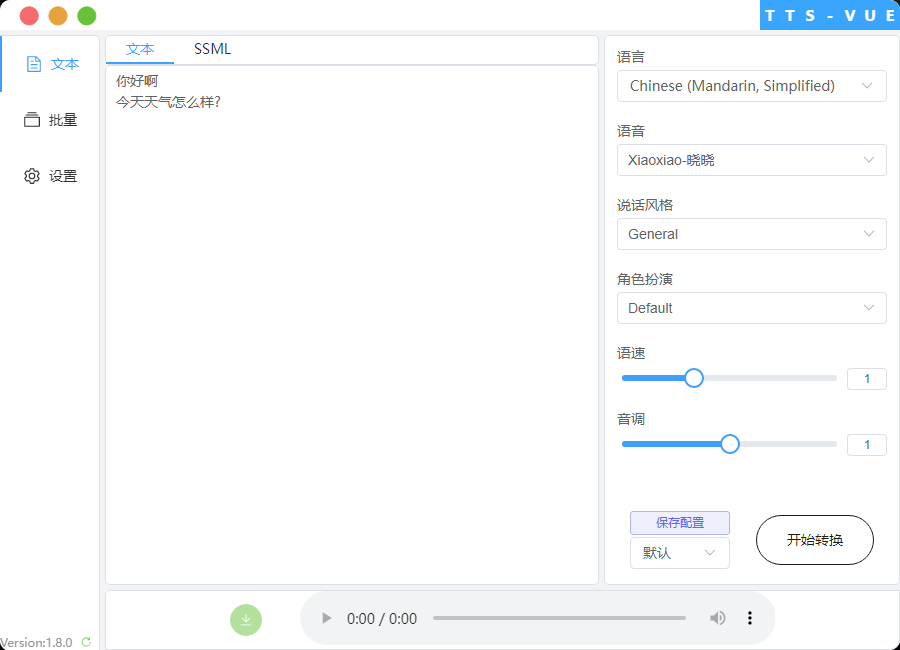 TTS-VUE
文本
批量
设置
Version:1.8.0
文本
SSML
你好啊
今天天气怎么样?
语言
Chinese (Mandarin, Simplified)
语音
Xiaoxiao-晓晓
说话风格
General
角色扮演
Default
语速
1
音调
1
保存配置
默认
开始转换
0:00 / 0:00